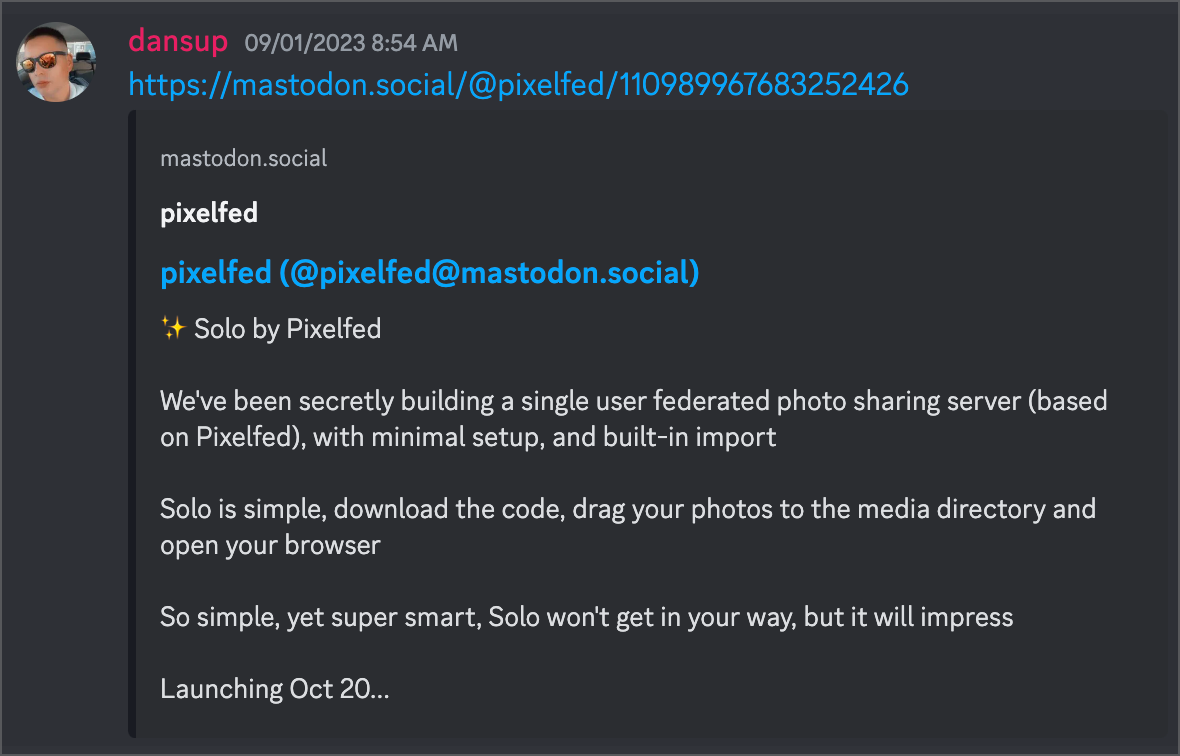 dansup 09/01/2023 8:54 AM
https://mastodon.social/@pixelfed/110989967683252426
mastodon.social
pixelfed
pixelfed (@pixelfed@mastodon.social)
✨ Solo by Pixelfed
We've been secretly building a single user federated photo sharing server (based
on Pixelfed), with minimal setup, and built-in import
Solo is simple, download the code, drag your photos to the media directory and
open your browser
So simple, yet super smart, Solo won't get in your way, but it will impress
Launching Oct 20...